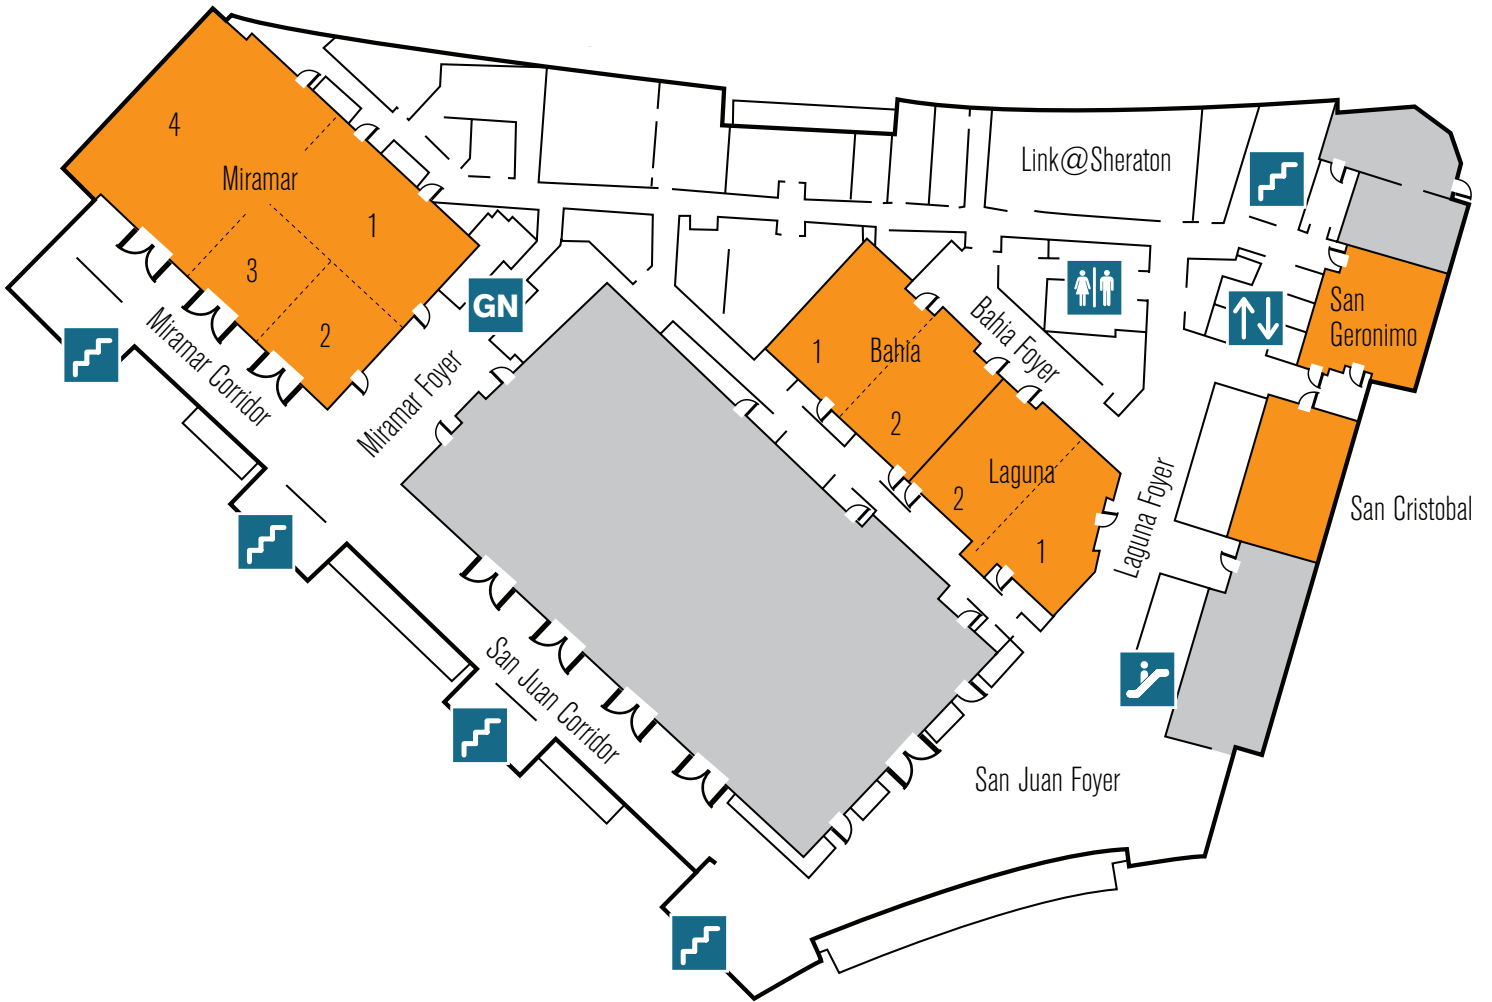 4
Miramar
1
3
2
Miramar Corridor
GN
Miramar Foyer
Link@Sheraton
Bahia Foyer
1
Bahia
2
Laguna
2
1
San
Geronimo
Laguna Foyer
San Cristobal
San Juan Corridor
San Juan Foyer